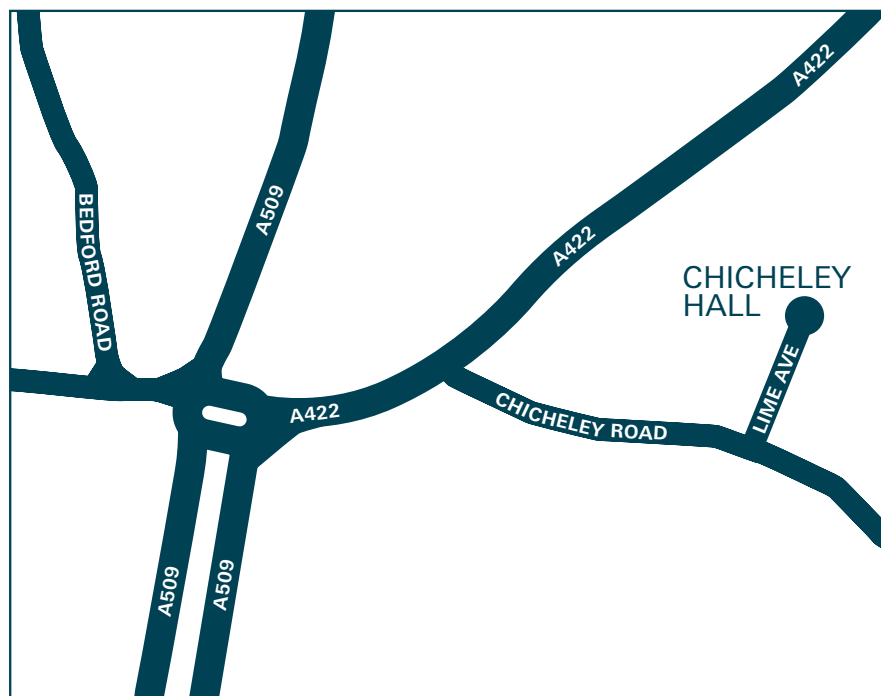 A422
A509
BEDFORD ROAD
A422
CHICHELEY
HALL
LIME AVE
A422
CHICHELEY ROAD
A509
A509